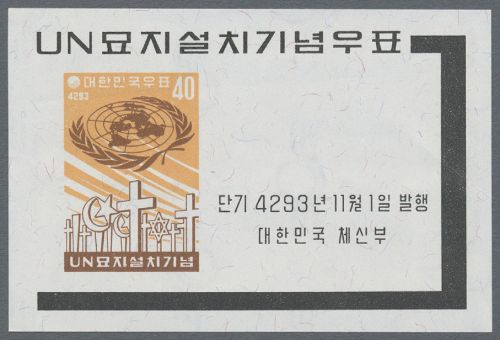 UN묘지설치기념우표
대한민국우표
4293
40
UN묘지설치기념
단기 4293년 11월 1일 발행
대한민국 체신부